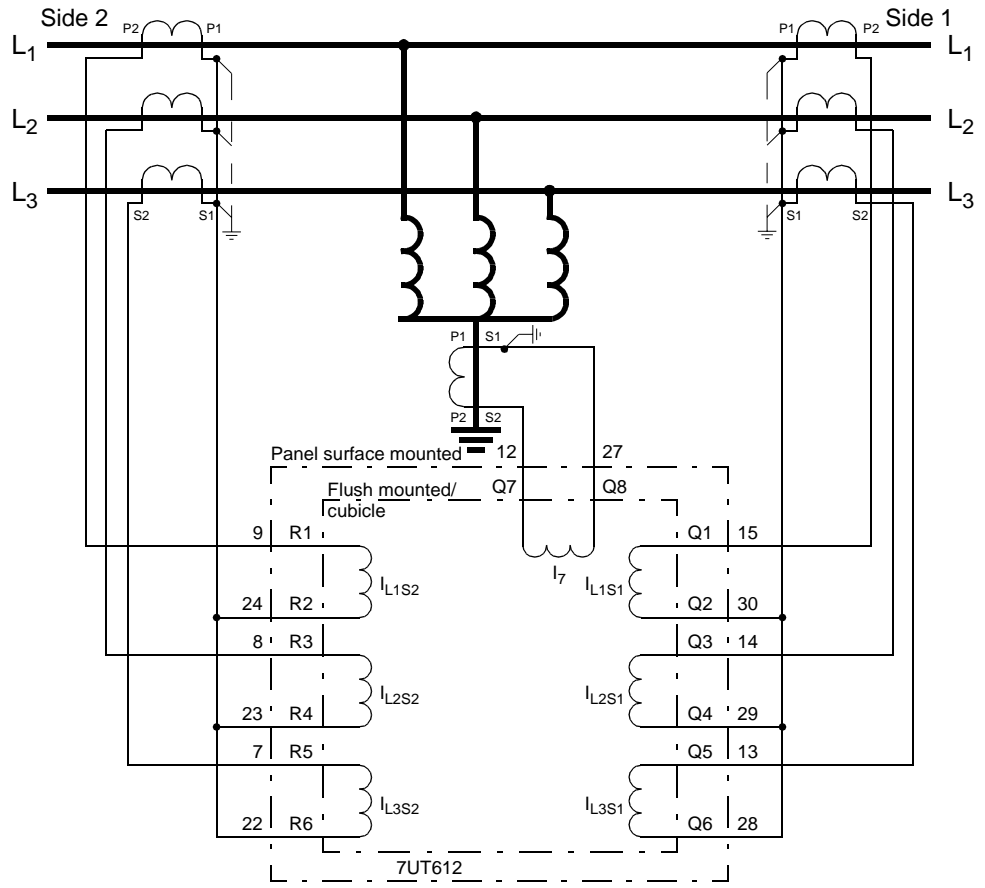 Side 2 Side 1
P2 P1 P1 P2
L1 L1
L2 L2
L3 L3
S2 S1 S1 S2
P1 S1
P2 S2
Panel surface mounted 12 27
Flush mounted/ Q7 Q8
cubicle
9 R1 Q1 15
I7
IL1S2 IL1S1
24 R2 Q2 30
8 R3 Q3 14
IL2S2 IL2S1
23 R4 Q4 29
7 R5 Q5 13
IL3S2 IL3S1
22 R6 Q6 28
7UT612